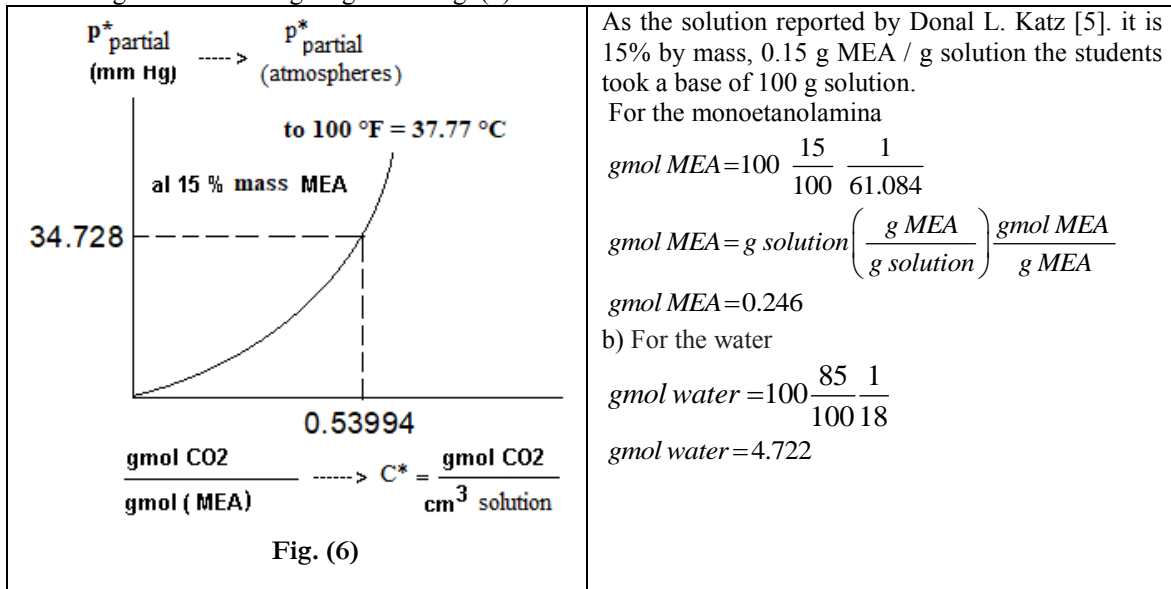 p*partial -----> p*partial
(mm Hg) (atmospheres)
to 100 °F = 37.77 °C
al 15 % mass MEA
34.728
0.53994
gmol CO2 / gmol ( MEA) ------> C* = gmol CO2 / cm³ solution
Fig. (6)
As the solution reported by Donal L. Katz [5]. it is
15% by mass, 0.15 g MEA / g solution the students
took a base of 100 g solution.
For the monoetanolamina
gmol MEA=100 15/100 1/61.084
gmol MEA=g solution(g MEA/g solution) gmol MEA/g MEA
gmol MEA=0.246
b) For the water
gmol water =100 85/100 1/18
gmol water=4.722